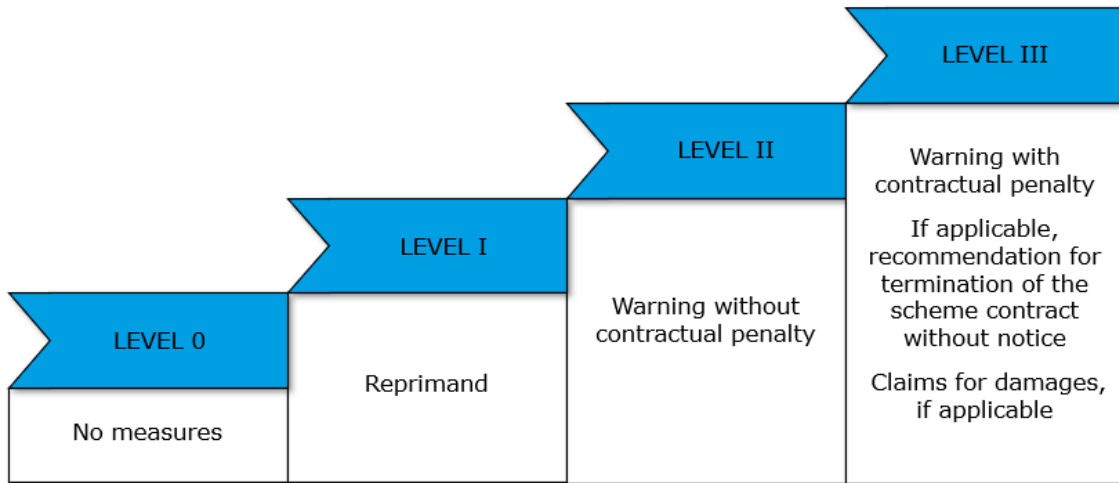 LEVEL 0
No measures
LEVEL I
Reprimand
LEVEL II
Warning without
contractual penalty
LEVEL III
Warning with
contractual penalty
If applicable,
recommendation for
termination of the
scheme contract
without notice
Claims for damages,
if applicable